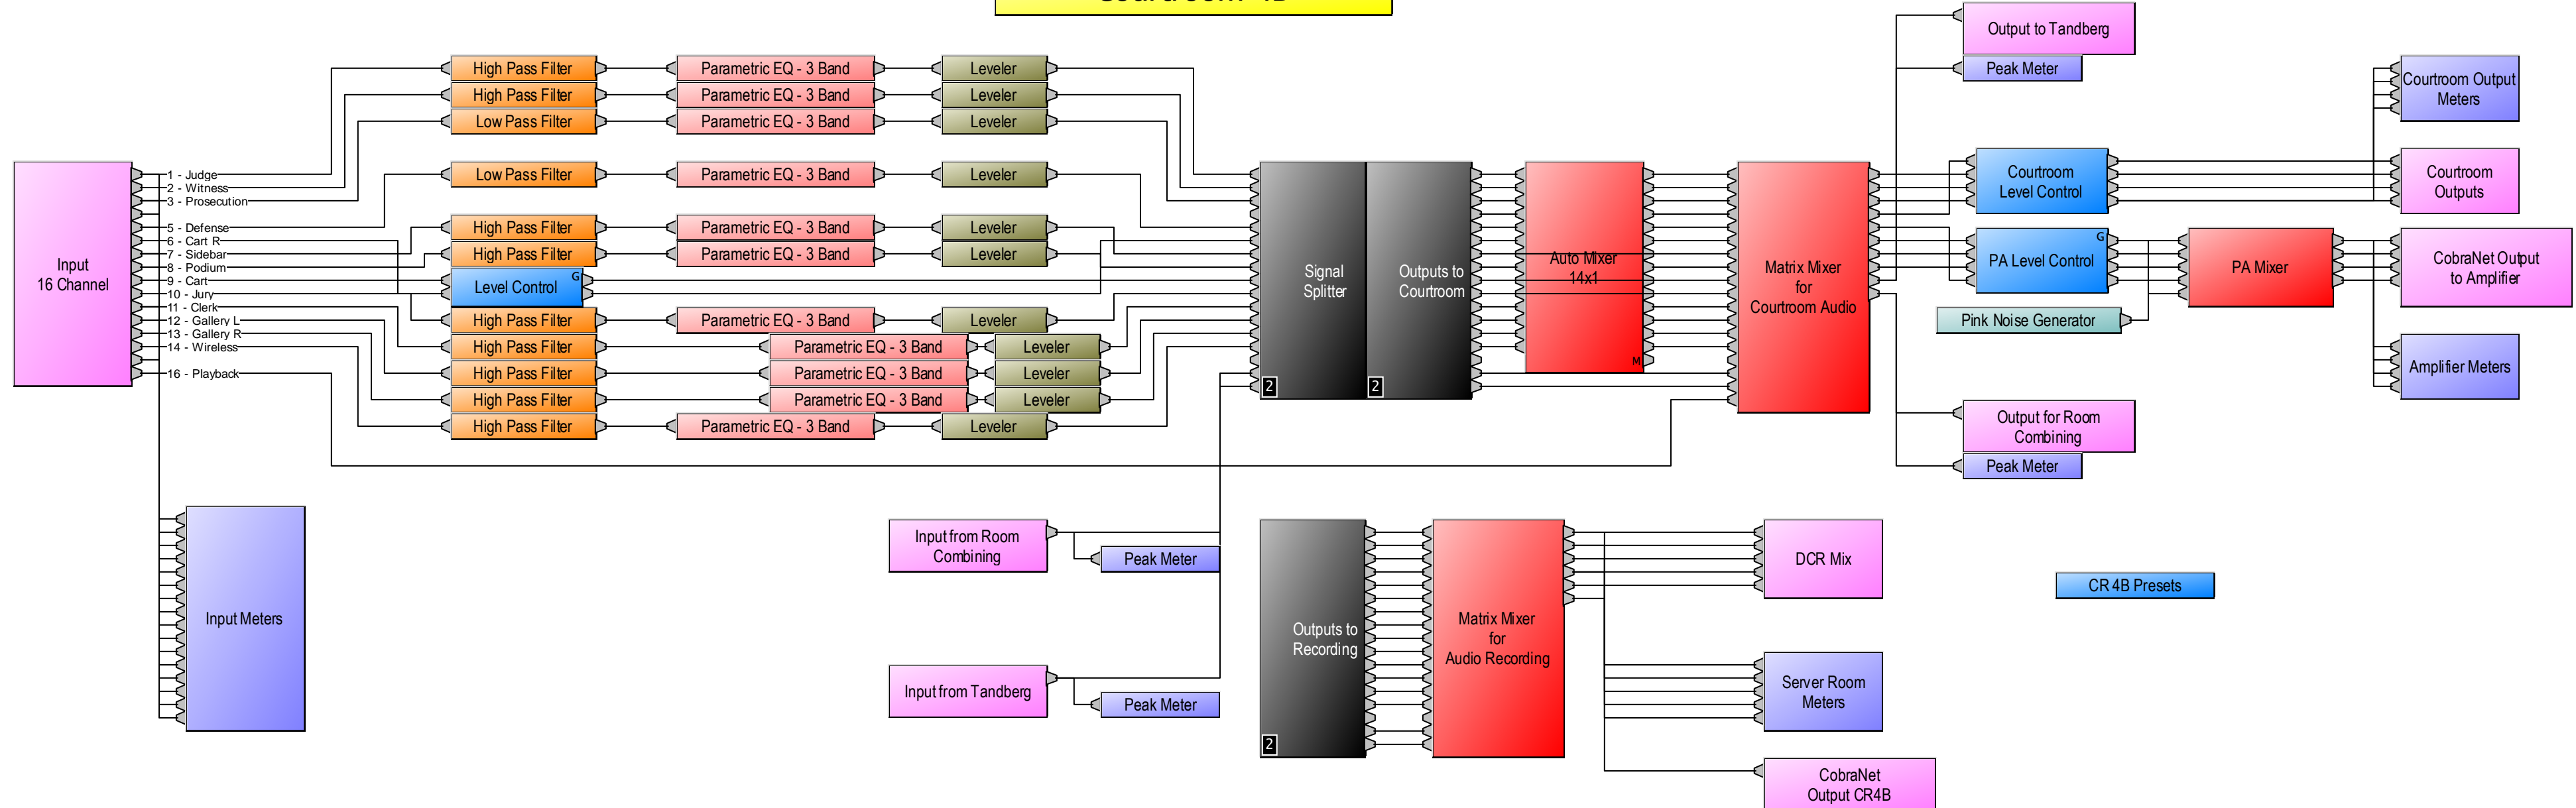 Courtroom 4B
Output to Tandberg
Peak Meter
High Pass Filter
Parametric EQ - 3 Band
Leveler
High Pass Filter
Parametric EQ - 3 Band
Leveler
Low Pass Filter
Parametric EQ - 3 Band
Leveler
Courtroom Output
Meters
Input
16 Channel
1 - Judge
2 - Witness
3 - Prosecution
5 - Defense
6 - Cart R
7 - Sidebar
8 - Podium
9 - Cart
10 - Jury
11 - Clerk
12 - Gallery L
13 - Gallery R
14 - Wireless
16 - Playback
Low Pass Filter
Parametric EQ - 3 Band
Leveler
High Pass Filter
Parametric EQ - 3 Band
Leveler
High Pass Filter
Parametric EQ - 3 Band
Leveler
Level Control
G
High Pass Filter
Parametric EQ - 3 Band
Leveler
High Pass Filter
Parametric EQ - 3 Band
Leveler
High Pass Filter
Parametric EQ - 3 Band
Leveler
High Pass Filter
Parametric EQ - 3 Band
Leveler
High Pass Filter
Parametric EQ - 3 Band
Leveler
Signal
Splitter
2
Outputs to
Courtroom
2
Auto Mixer
14x1
M
Matrix Mixer
for
Courtroom Audio
Courtroom
Level Control
Courtroom
Outputs
PA Level Control
G
PA Mixer
CobraNet Output
to Amplifier
Pink Noise Generator
Amplifier Meters
Output for Room
Combining
Peak Meter
Input Meters
Input from Room
Combining
Peak Meter
Input from Tandberg
Peak Meter
Outputs to
Recording
2
Matrix Mixer
for
Audio Recording
DCR Mix
Server Room
Meters
CobraNet
Output CR4B
CR 4B Presets